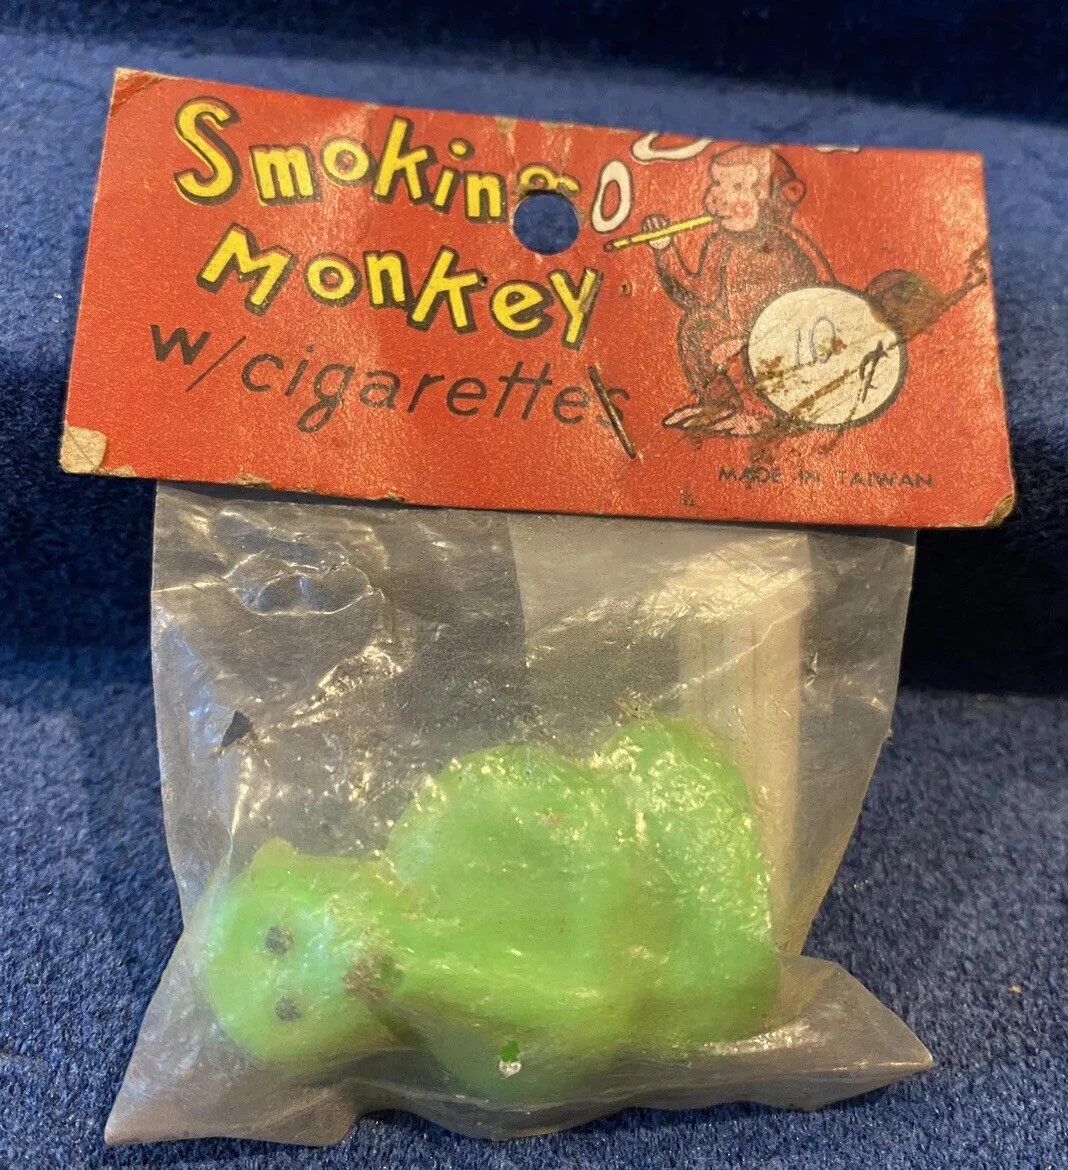 Smoking
Monkey
w/cigarettes
10¢
MADE IN TAIWAN